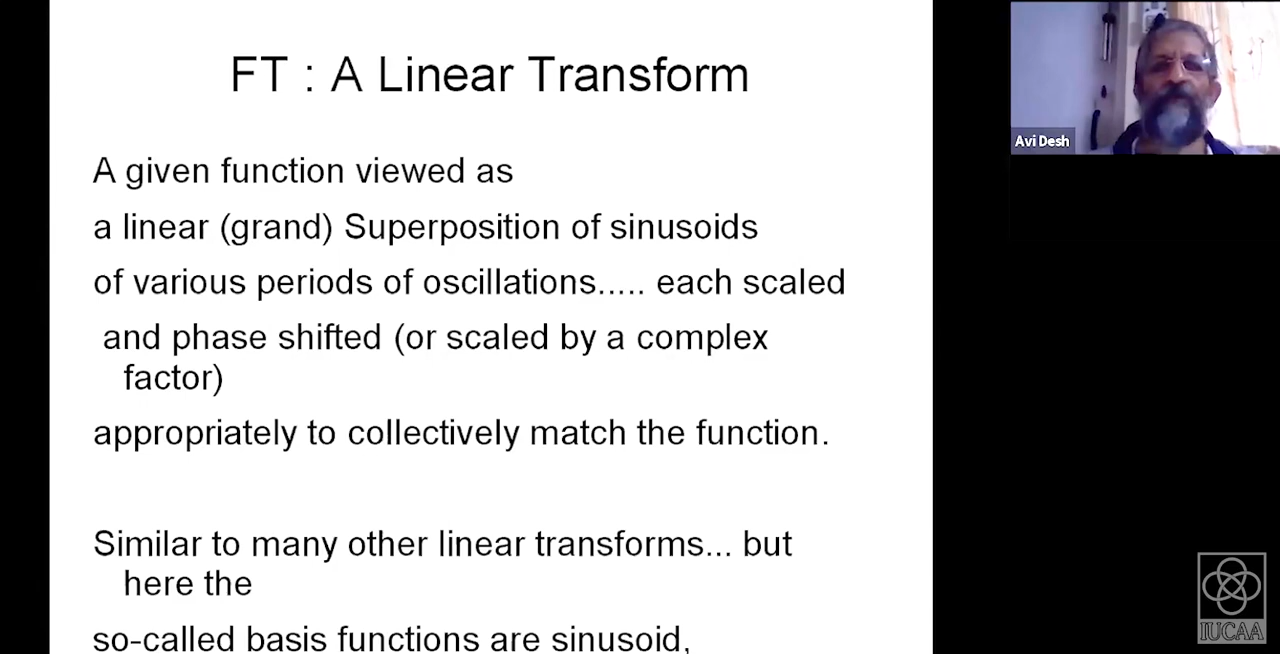 FT : A Linear Transform
A given function viewed as
a linear (grand) Superposition of sinusoids
of various periods of oscillations..... each scaled
and phase shifted (or scaled by a complex
factor)
appropriately to collectively match the function.
Similar to many other linear transforms... but
here the
so-called basis functions are sinusoid,
Avi Desh
IUCAA